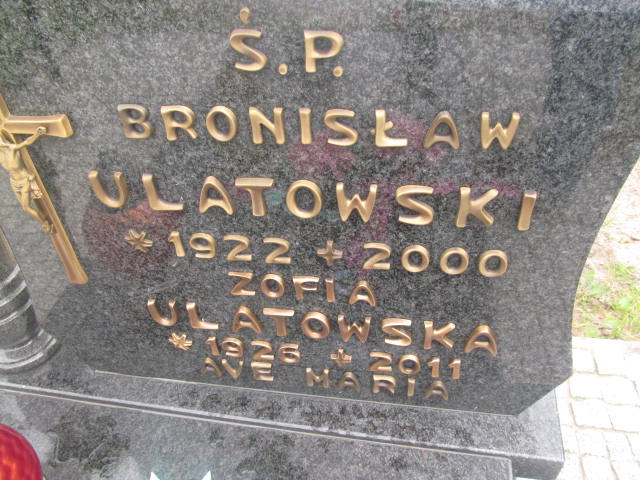 Ś.P.
BRONISŁAW
ULATOWSKI
* 1922 + 2000
ZOFIA
ULATOWSKA
* 1926 + 2011
AVE MARIA